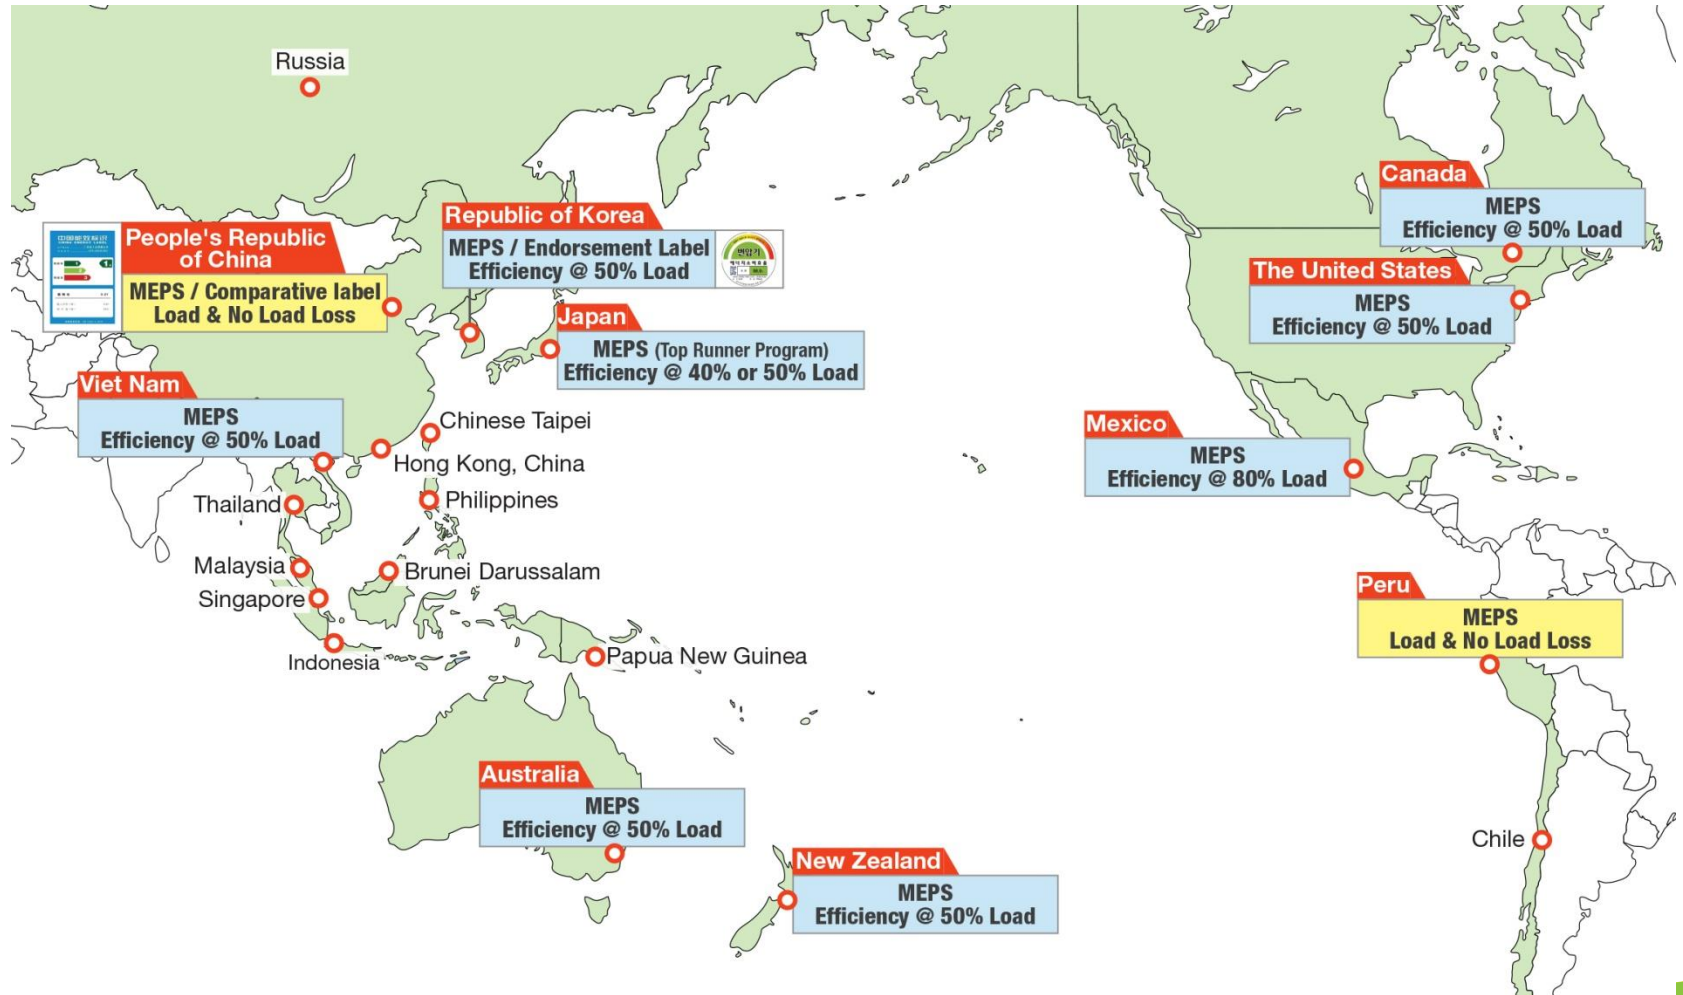 Russia
Canada
MEPS
Efficiency @ 50% Load
Republic of Korea
MEPS / Endorsement Label
Efficiency @ 50% Load
변압기
People's Republic
of China
MEPS / Comparative label
Load & No Load Loss
The United States
MEPS
Efficiency @ 50% Load
Japan
MEPS (Top Runner Program)
Efficiency @ 40% or 50% Load
Viet Nam
MEPS
Efficiency @ 50% Load
Chinese Taipei
Hong Kong, China
Mexico
MEPS
Efficiency @ 80% Load
Thailand
Philippines
Malaysia
Brunei Darussalam
Singapore
Indonesia
Papua New Guinea
Peru
MEPS
Load & No Load Loss
Australia
MEPS
Efficiency @ 50% Load
Chile
New Zealand
MEPS
Efficiency @ 50% Load